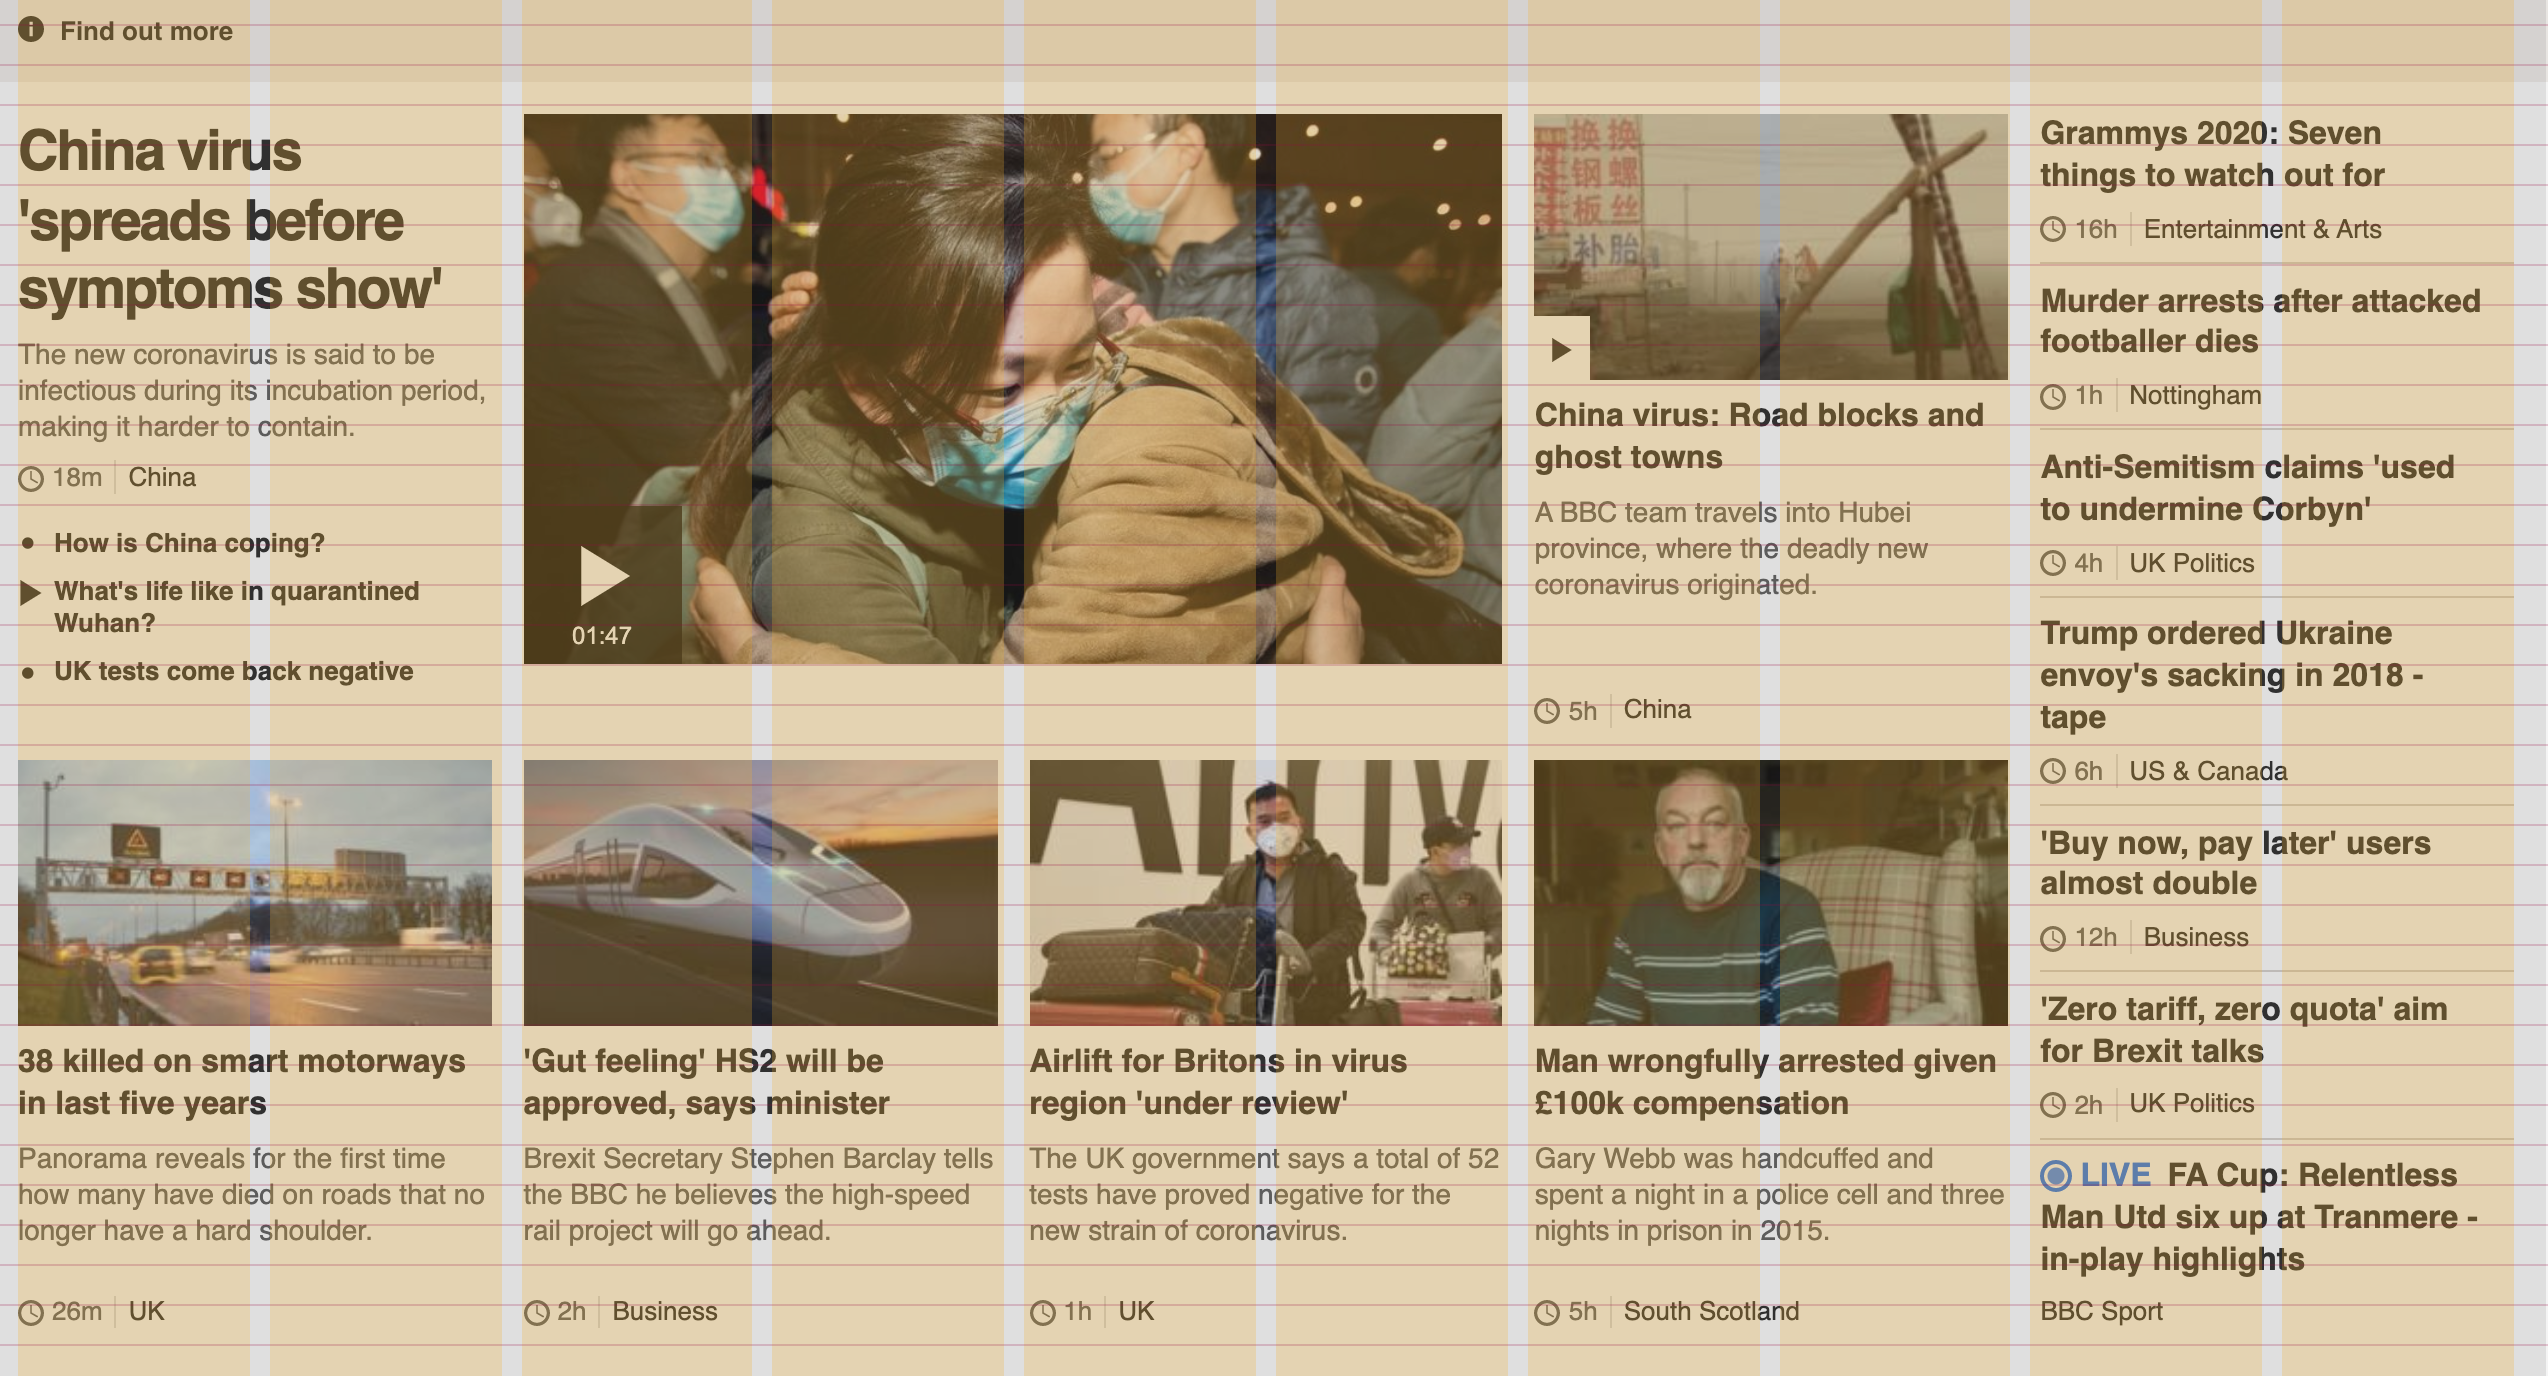 Find out more
China virus
'spreads before
symptoms show'
The new coronavirus is said to be
infectious during its incubation period,
making it harder to contain.
18m China
How is China coping?
What's life like in quarantined
Wuhan?
UK tests come back negative
01:47
换 换
钢 螺
板 丝
补胎
China virus: Road blocks and
ghost towns
A BBC team travels into Hubei
province, where the deadly new
coronavirus originated.
5h China
38 killed on smart motorways
in last five years
Panorama reveals for the first time
how many have died on roads that no
longer have a hard shoulder.
26m UK
'Gut feeling' HS2 will be
approved, says minister
Brexit Secretary Stephen Barclay tells
the BBC he believes the high-speed
rail project will go ahead.
2h Business
Airlift for Britons in virus
region 'under review'
The UK government says a total of 52
tests have proved negative for the
new strain of coronavirus.
1h UK
Man wrongfully arrested given
£100k compensation
Gary Webb was handcuffed and
spent a night in a police cell and three
nights in prison in 2015.
5h South Scotland
Grammys 2020: Seven
things to watch out for
16h Entertainment & Arts
Murder arrests after attacked
footballer dies
1h Nottingham
Anti-Semitism claims 'used
to undermine Corbyn'
4h UK Politics
Trump ordered Ukraine
envoy's sacking in 2018 -
tape
6h US & Canada
'Buy now, pay later' users
almost double
12h Business
'Zero tariff, zero quota' aim
for Brexit talks
2h UK Politics
LIVE FA Cup: Relentless
Man Utd six up at Tranmere -
in-play highlights
BBC Sport